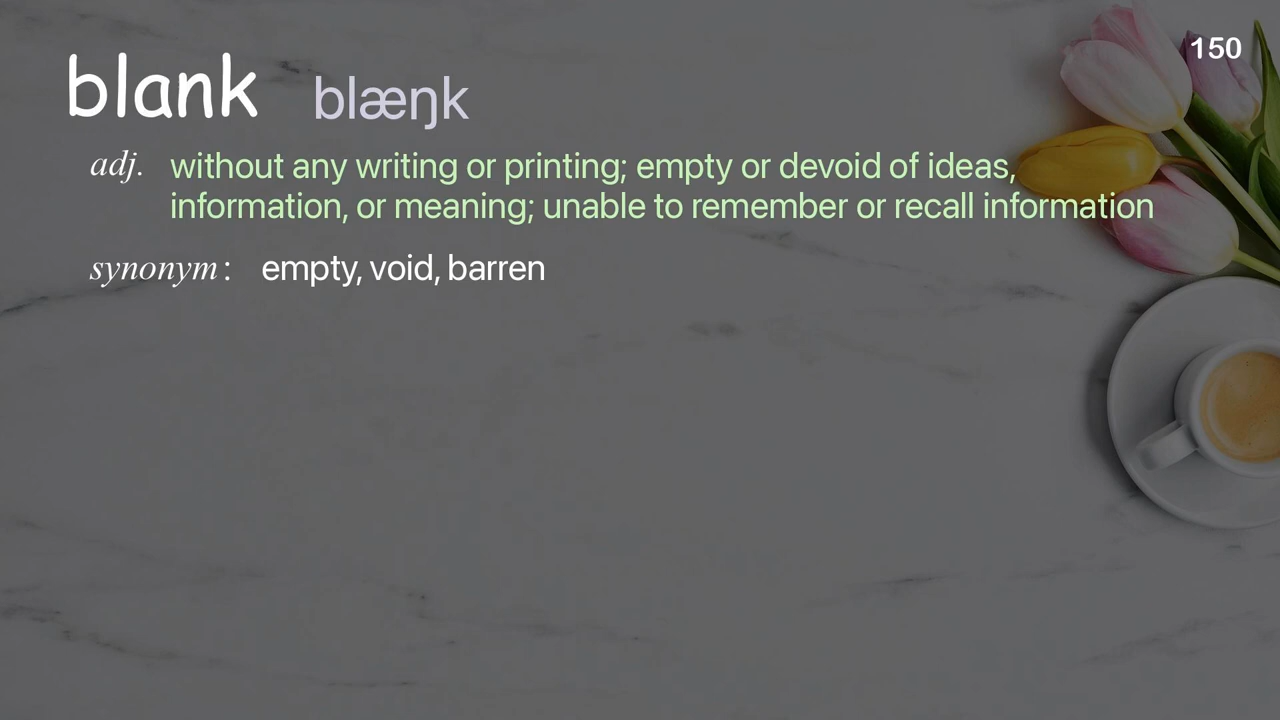 150
blank blæŋk
adj. without any writing or printing; empty or devoid of ideas,
information, or meaning; unable to remember or recall information
synonym: empty, void, barren